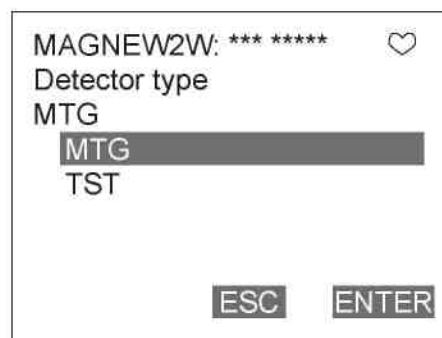 MAGNEW2W: *** ***** ♡
Detector type
MTG
MTG
TST
ESC ENTER